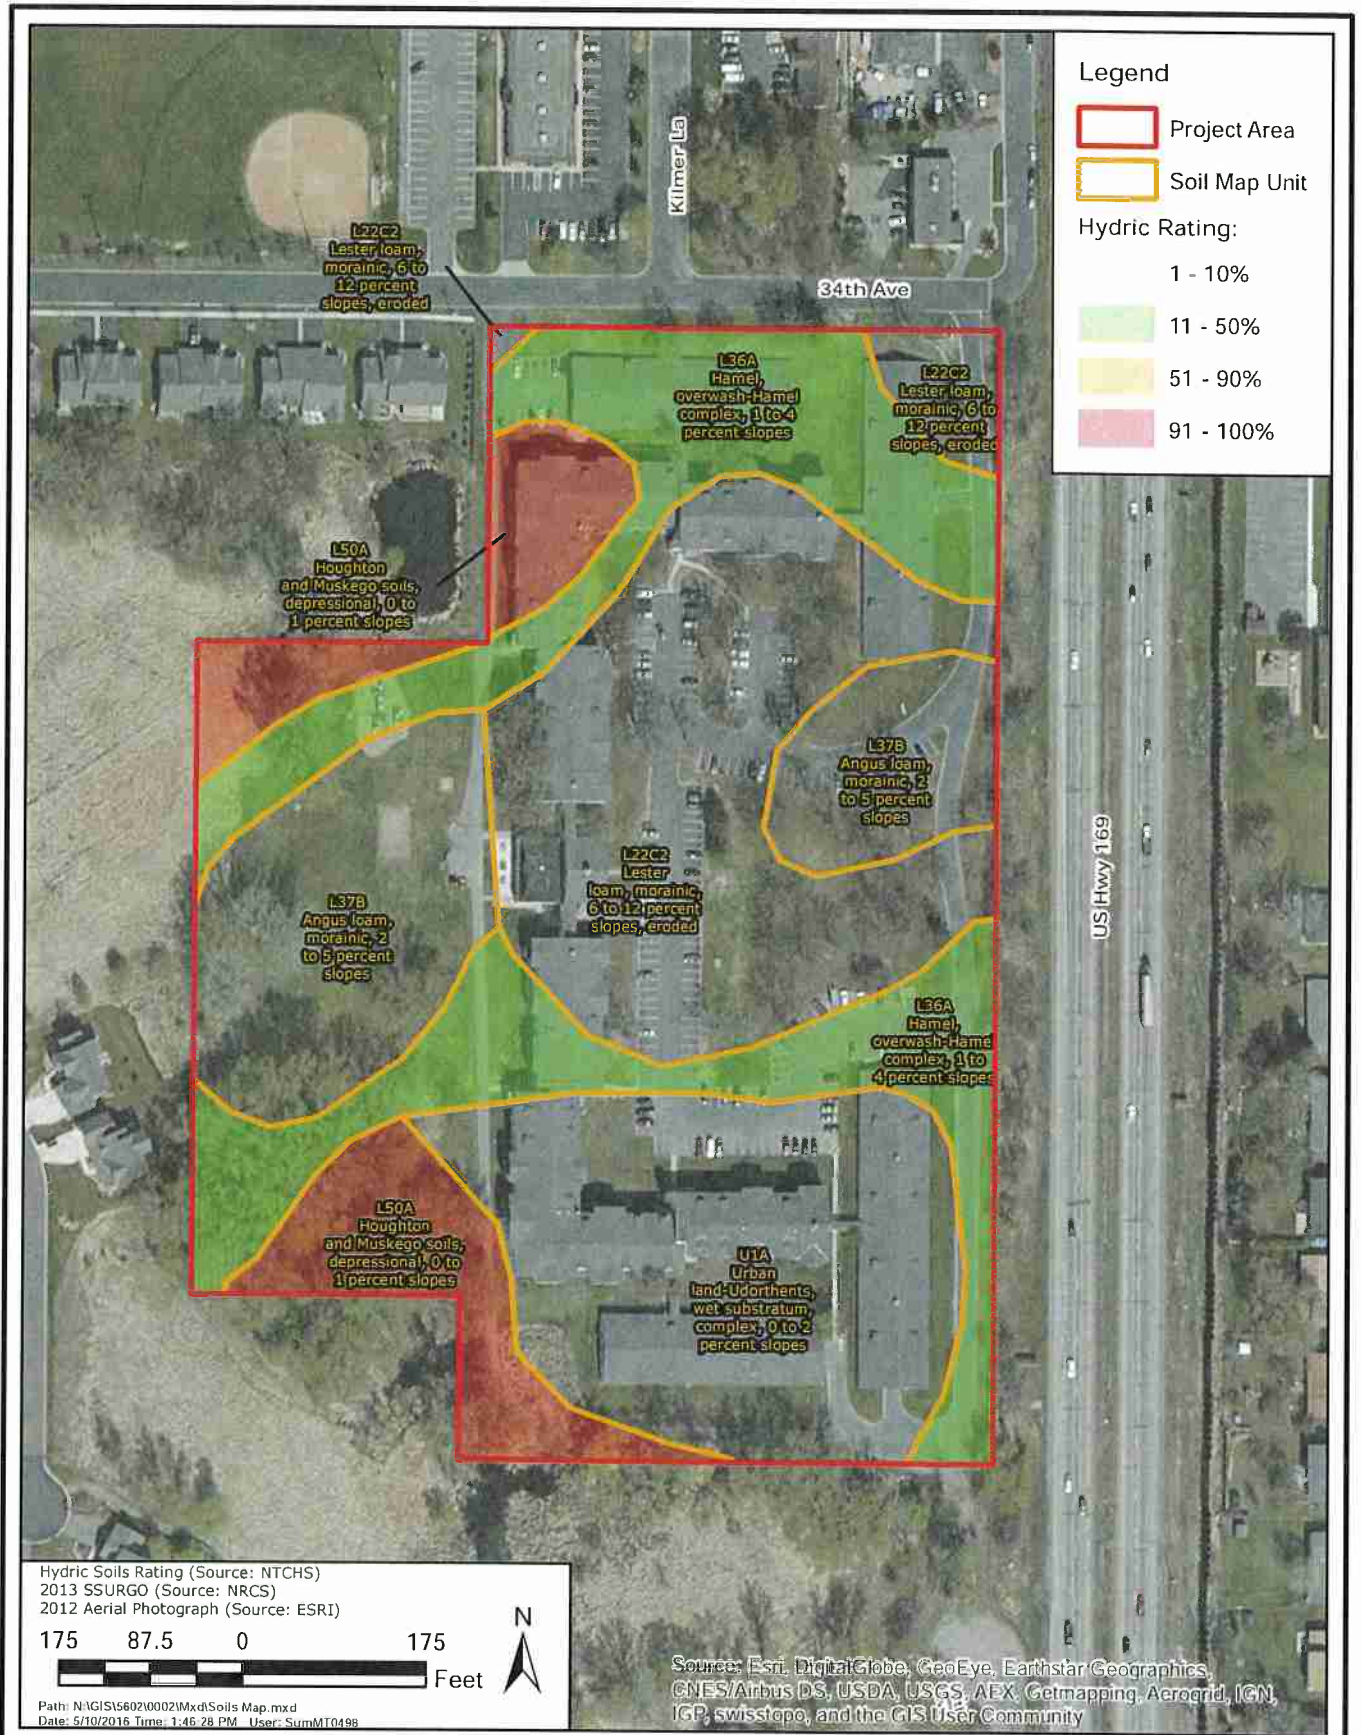 Legend
Project Area
Soil Map Unit
Hydric Rating:
1 - 10%
11 - 50%
51 - 90%
91 - 100%
Kilmer La
34th Ave
L22C2
Lester loam,
morainic, 6 to
12 percent
slopes, eroded
L36A
Hamel,
overwash-Hamel
complex, 1 to 4
percent slopes
L22C2
Lester loam,
morainic, 6 to
12 percent
slopes, eroded
L50A
Houghton
and Muskego soils,
depressional, 0 to
1 percent slopes
L37B
Angus loam,
morainic, 2
to 5 percent
slopes
US Hwy 169
L22C2
Lester
loam, morainic,
6 to 12 percent
slopes, eroded
L37B
Angus loam,
morainic, 2
to 5 percent
slopes
L36A
Hamel,
overwash-Hame
complex, 1 to
4 percent slopes
L50A
Houghton
and Muskego soils,
depressional, 0 to
1 percent slopes
U1A
Urban
land-Udorthents,
wet substratum,
complex, 0 to 2
percent slopes
Hydric Soils Rating (Source: NTCHS)
2013 SSURGO (Source: NRCS)
2012 Aerial Photograph (Source: ESRI)
175 87.5 0 175
Feet
N
Path: N:\GIS\5602\0002\Mxd\Soils Map.mxd
Date: 5/10/2016 Time: 1:46:28 PM User: SumMT0498
Source: Esri, DigitalGlobe, GeoEye, Earthstar Geographics,
CNES/Airbus DS, USDA, USGS, AEX, Getmapping, Aerogrid, IGN,
IGP, swisstopo, and the GIS User Community